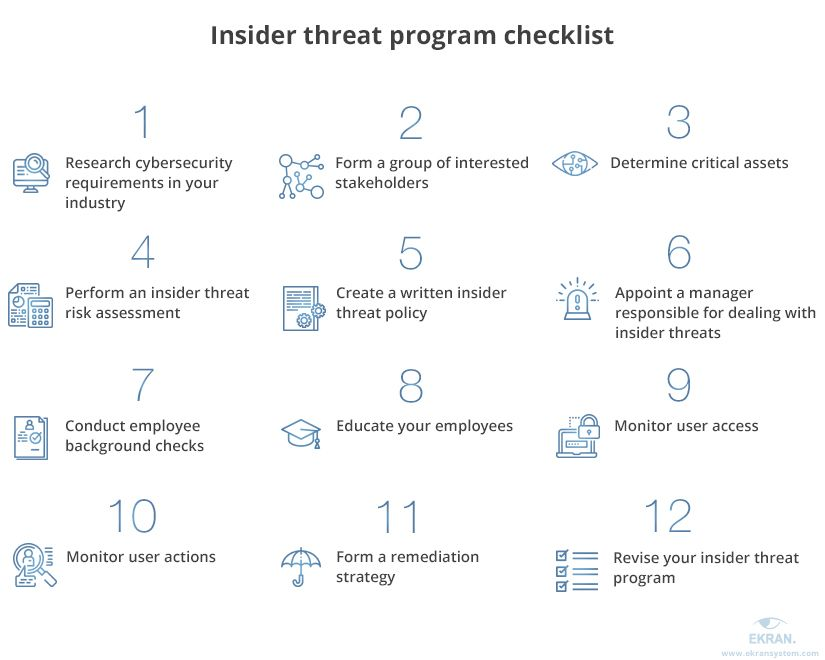 Insider threat program checklist
1
Research cybersecurity
requirements in your
industry
2
Form a group of interested
stakeholders
3
Determine critical assets
4
Perform an insider threat
risk assessment
5
Create a written insider
threat policy
6
Appoint a manager
responsible for dealing with
insider threats
7
Conduct employee
background checks
8
Educate your employees
9
Monitor user access
10
Monitor user actions
11
Form a remediation
strategy
12
Revise your insider threat
program
EKRAN.
www.ekransystem.com